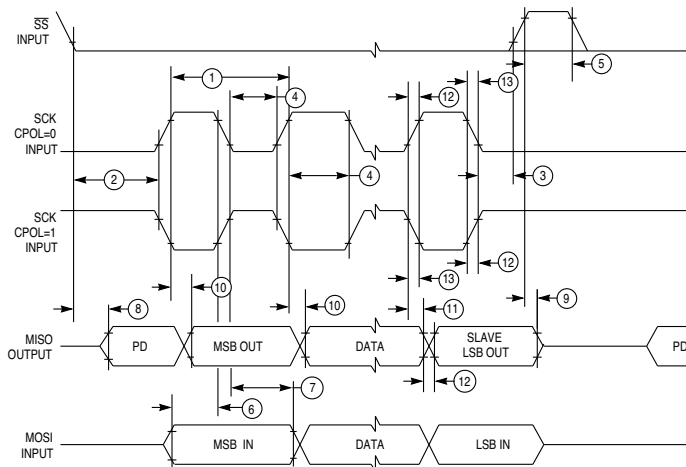 SS
INPUT
5
1
13
4
12
SCK
CPOL=0
INPUT
2
4
3
SCK
CPOL=1
INPUT
12
13
10
10
11
9
8
MISO
OUTPUT
PD
MSB OUT
DATA
SLAVE
LSB OUT
PD
12
7
6
MOSI
INPUT
MSB IN
DATA
LSB IN